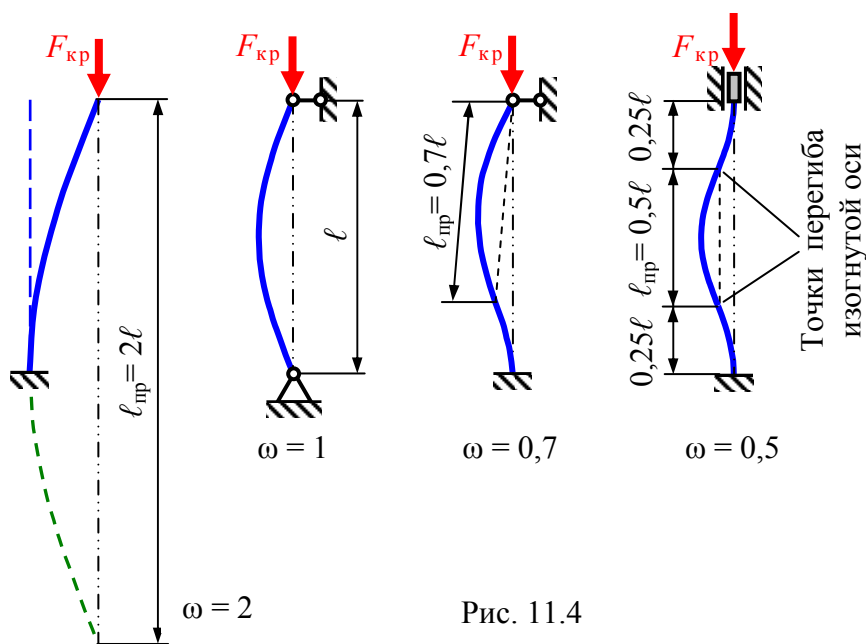 Fкр
Fкр
Fкр
Fкр
ℓпр= 2ℓ
ℓ
ℓпр= 0,7ℓ
0,25ℓ
ℓпр= 0,5ℓ
0,25ℓ
Точки перегиба
изогнутой оси
ω = 1
ω = 0,7
ω = 0,5
ω = 2
Рис. 11.4